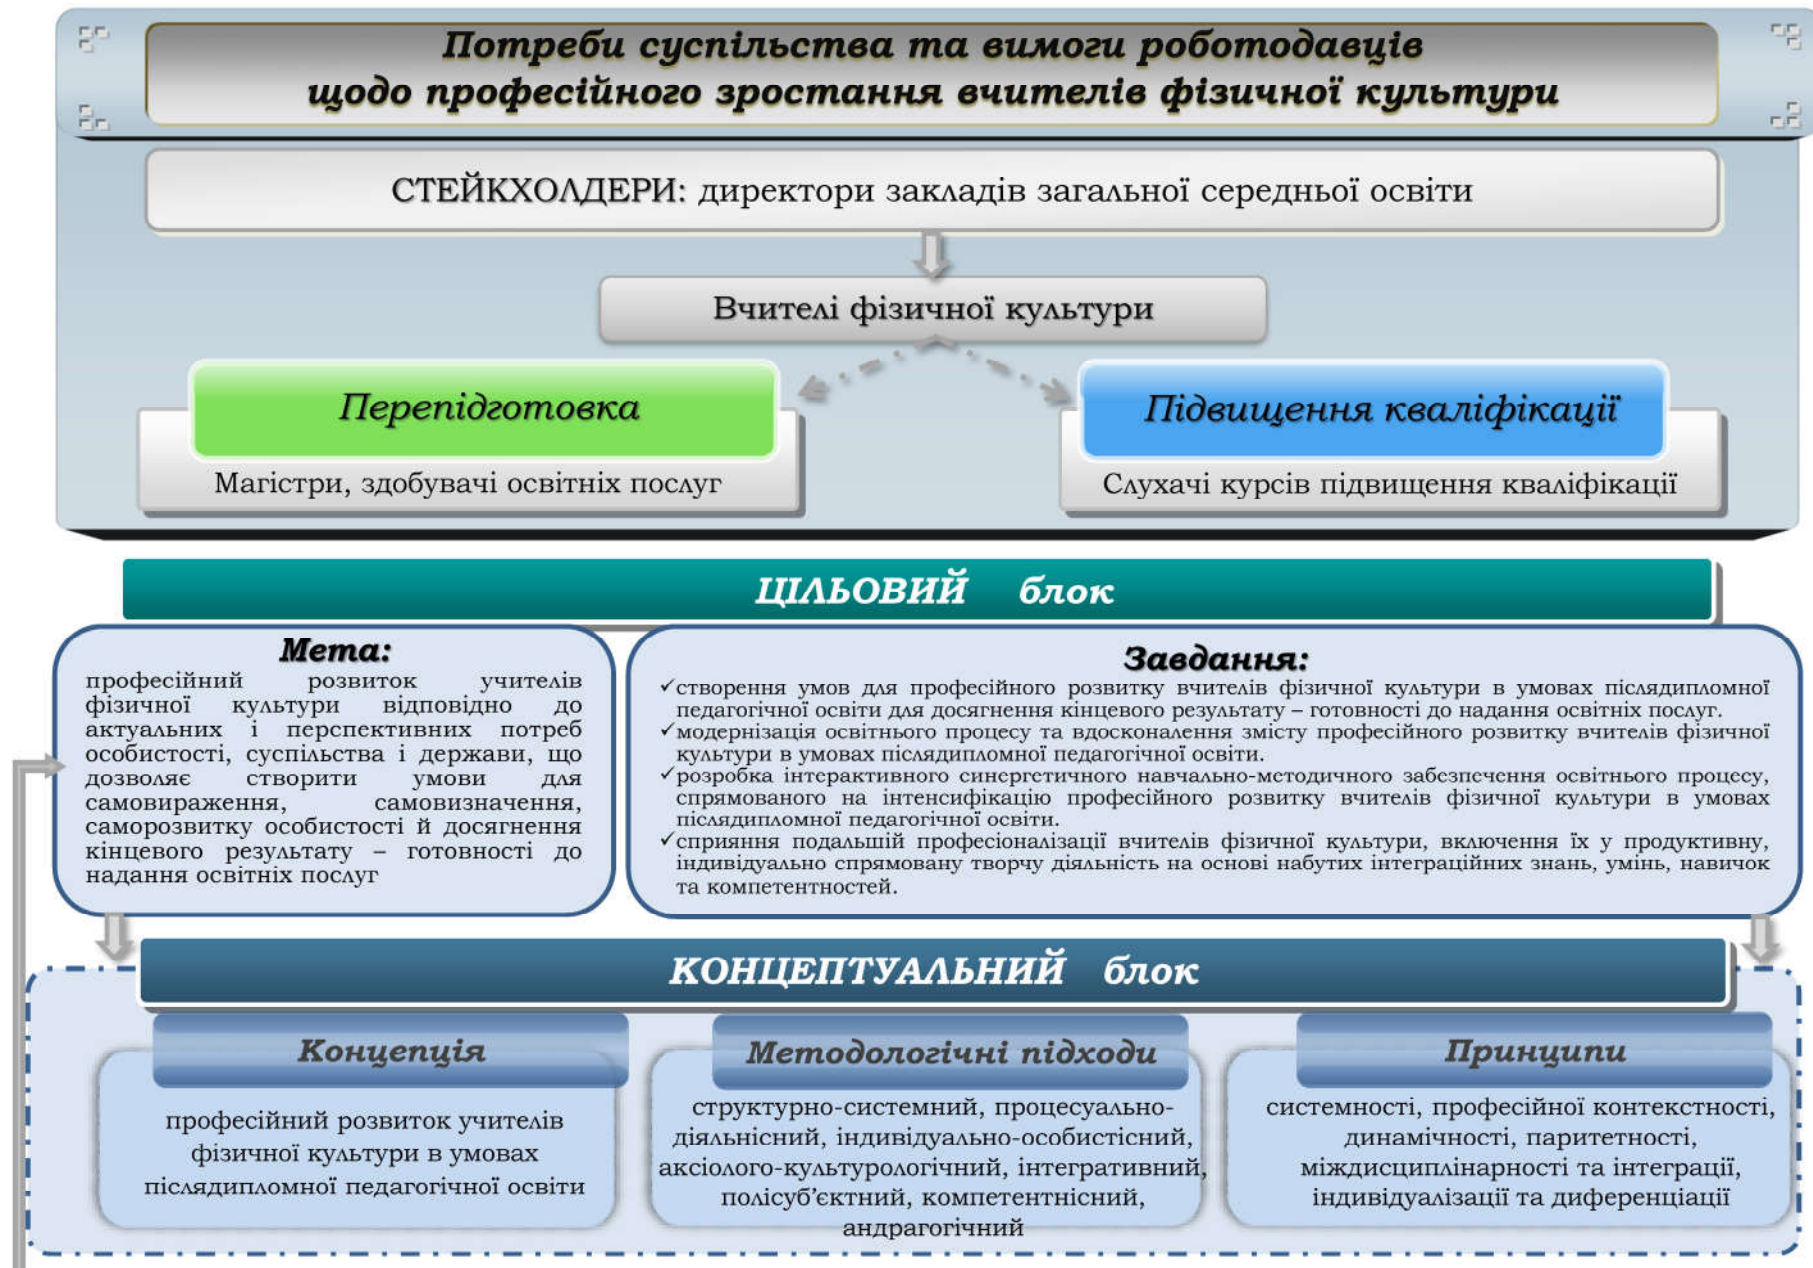 Потреби суспільства та вимоги роботодавців
щодо професійного зростання вчителів фізичної культури
СТЕЙКХОЛДЕРИ: директори закладів загальної середньої освіти
Вчителі фізичної культури
Перепідготовка
Магістри, здобувачі освітніх послуг
Підвищення кваліфікації
Слухачі курсів підвищення кваліфікації
ЦІЛЬОВИЙ блок
Мета:
професійний розвиток учителів
фізичної культури відповідно до
актуальних і перспективних потреб
особистості, суспільства і держави, що
дозволяє створити умови для
самовираження, самовизначення,
саморозвитку особистості й досягнення
кінцевого результату – готовності до
надання освітніх послуг
Завдання:
✓створення умов для професійного розвитку вчителів фізичної культури в умовах післядипломної
педагогічної освіти для досягнення кінцевого результату – готовності до надання освітніх послуг.
✓модернізація освітнього процесу та вдосконалення змісту професійного розвитку вчителів фізичної
культури в умовах післядипломної педагогічної освіти.
✓розробка інтерактивного синергетичного навчально-методичного забезпечення освітнього процесу,
спрямованого на інтенсифікацію професійного розвитку вчителів фізичної культури в умовах
післядипломної педагогічної освіти.
✓сприяння подальшій професіоналізації вчителів фізичної культури, включення їх у продуктивну,
індивідуально спрямовану творчу діяльність на основі набутих інтеграційних знань, умінь, навичок
та компетентностей.
КОНЦЕПТУАЛЬНИЙ блок
Концепція
професійний розвиток учителів
фізичної культури в умовах
післядипломної педагогічної освіти
Методологічні підходи
структурно-системний, процесуально-
діяльнісний, індивідуально-особистісний,
аксіолого-культурологічний, інтегративний,
полісуб’єктний, компетентнісний,
андрагогічний
Принципи
системності, професійної контекстності,
динамічності, паритетності,
міждисциплінарності та інтеграції,
індивідуалізації та диференціації